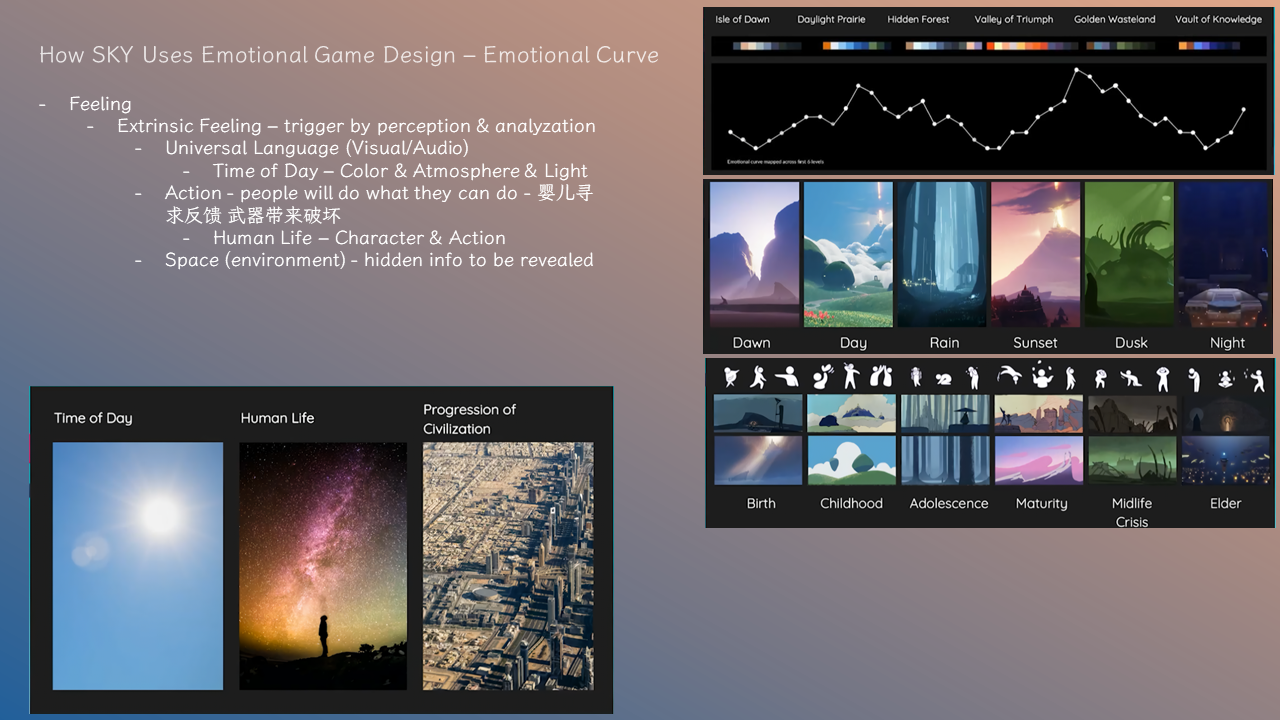 How SKY Uses Emotional Game Design – Emotional Curve
- Feeling
- Extrinsic Feeling – trigger by perception & analyzation
- Universal Language (Visual/Audio)
- Time of Day – Color & Atmosphere & Light
- Action - people will do what they can do - 婴儿寻
求反馈 武器带来破坏
- Human Life – Character & Action
- Space (environment) - hidden info to be revealed
Isle of Dawn Daylight Prairie Hidden Forest Valley of Triumph Golden Wasteland Vault of Knowledge
Emotional curve mapped across first 6 levels
Dawn Day Rain Sunset Dusk Night
Birth Childhood Adolescence Maturity Midlife Elder
Crisis
Time of Day Human Life Progression of
Civilization